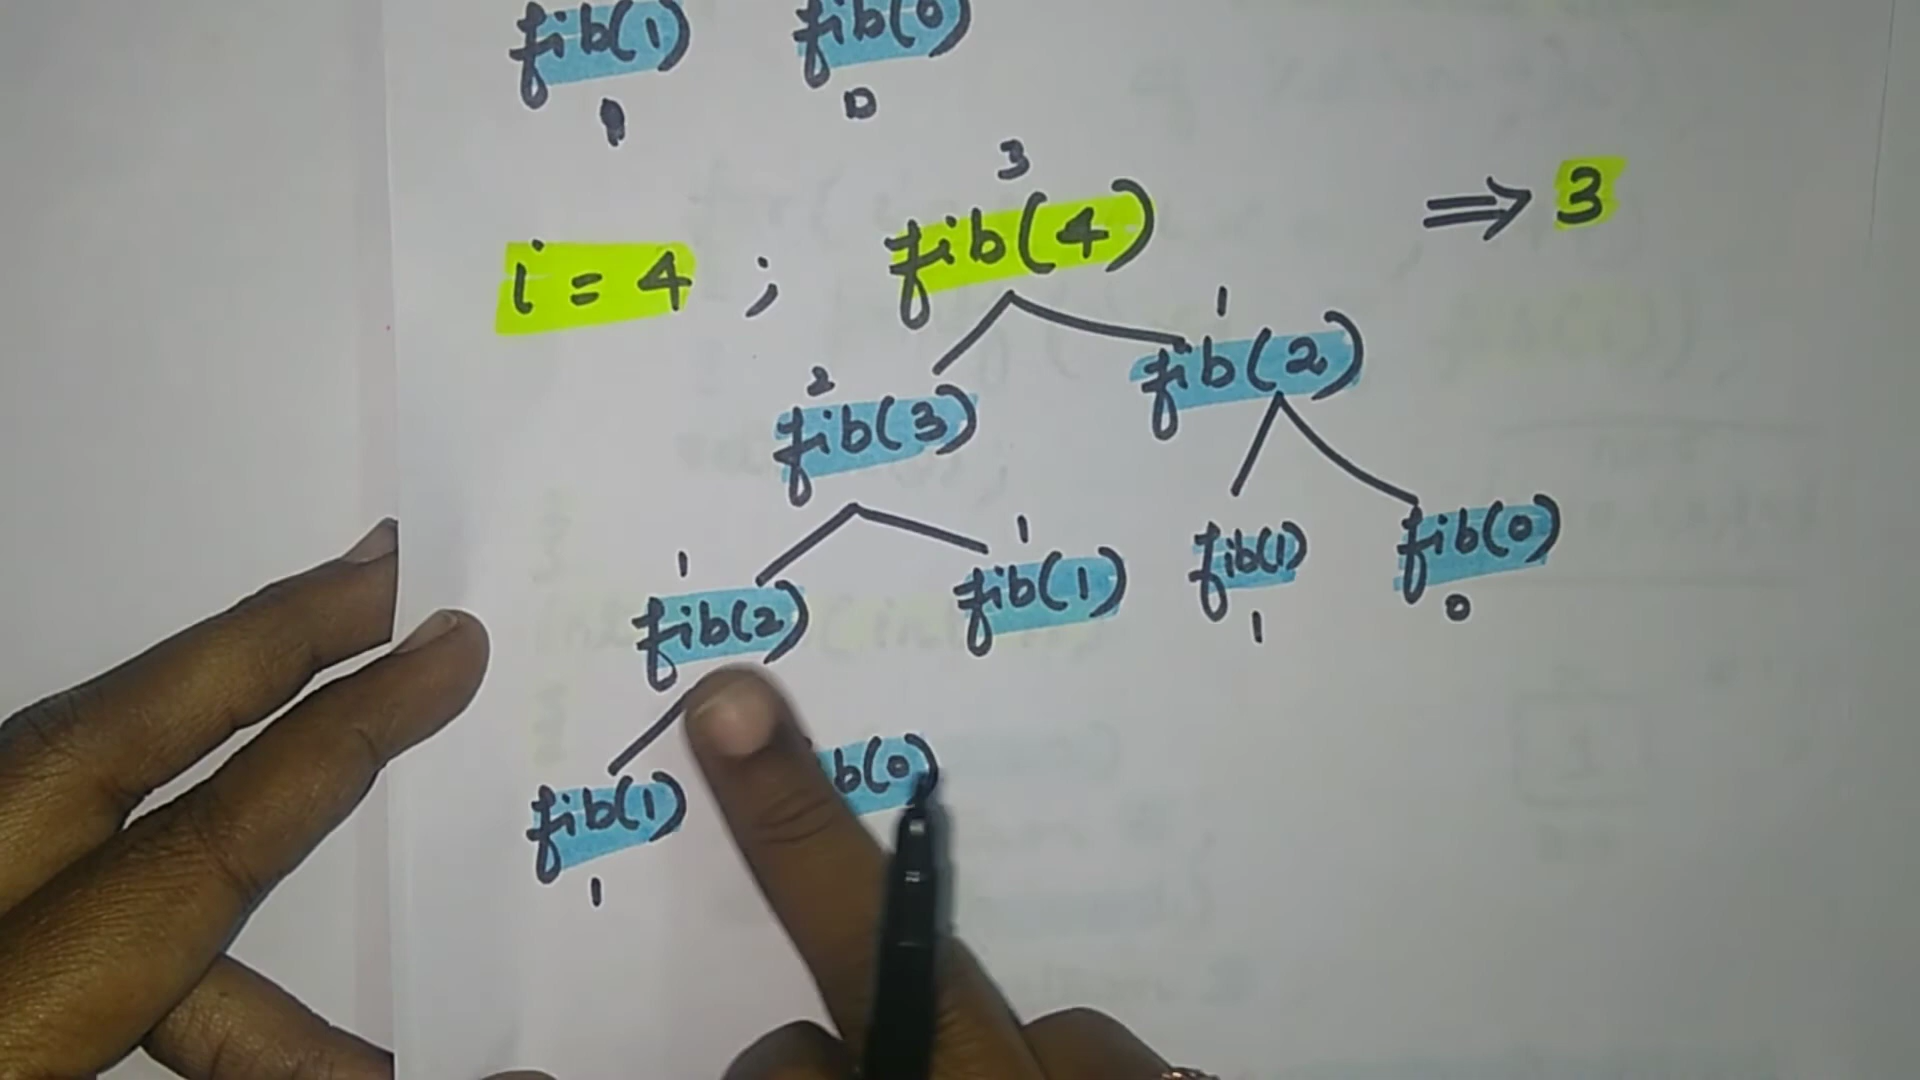 fib(1) fib(0)
0
3
i = 4 ; fib(4) ⇒ 3
1
fib(2)
2
fib(3)
1 1
fib(2) fib(1) fib(1) fib(0)
1 0
fib(1) b(0)
1